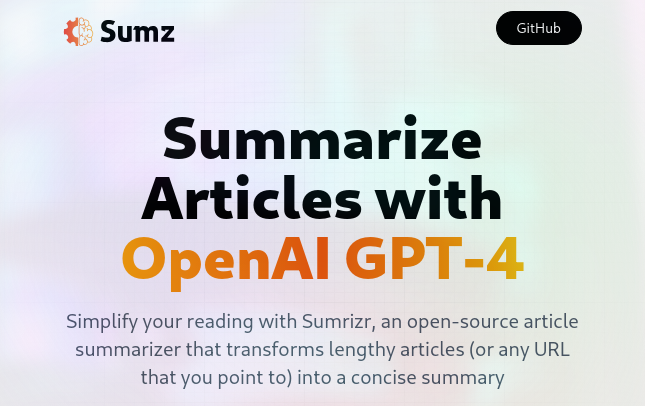 Sumz
GitHub
Summarize
Articles with
OpenAI GPT-4
Simplify your reading with Sumrizr, an open-source article
summarizer that transforms lengthy articles (or any URL
that you point to) into a concise summary